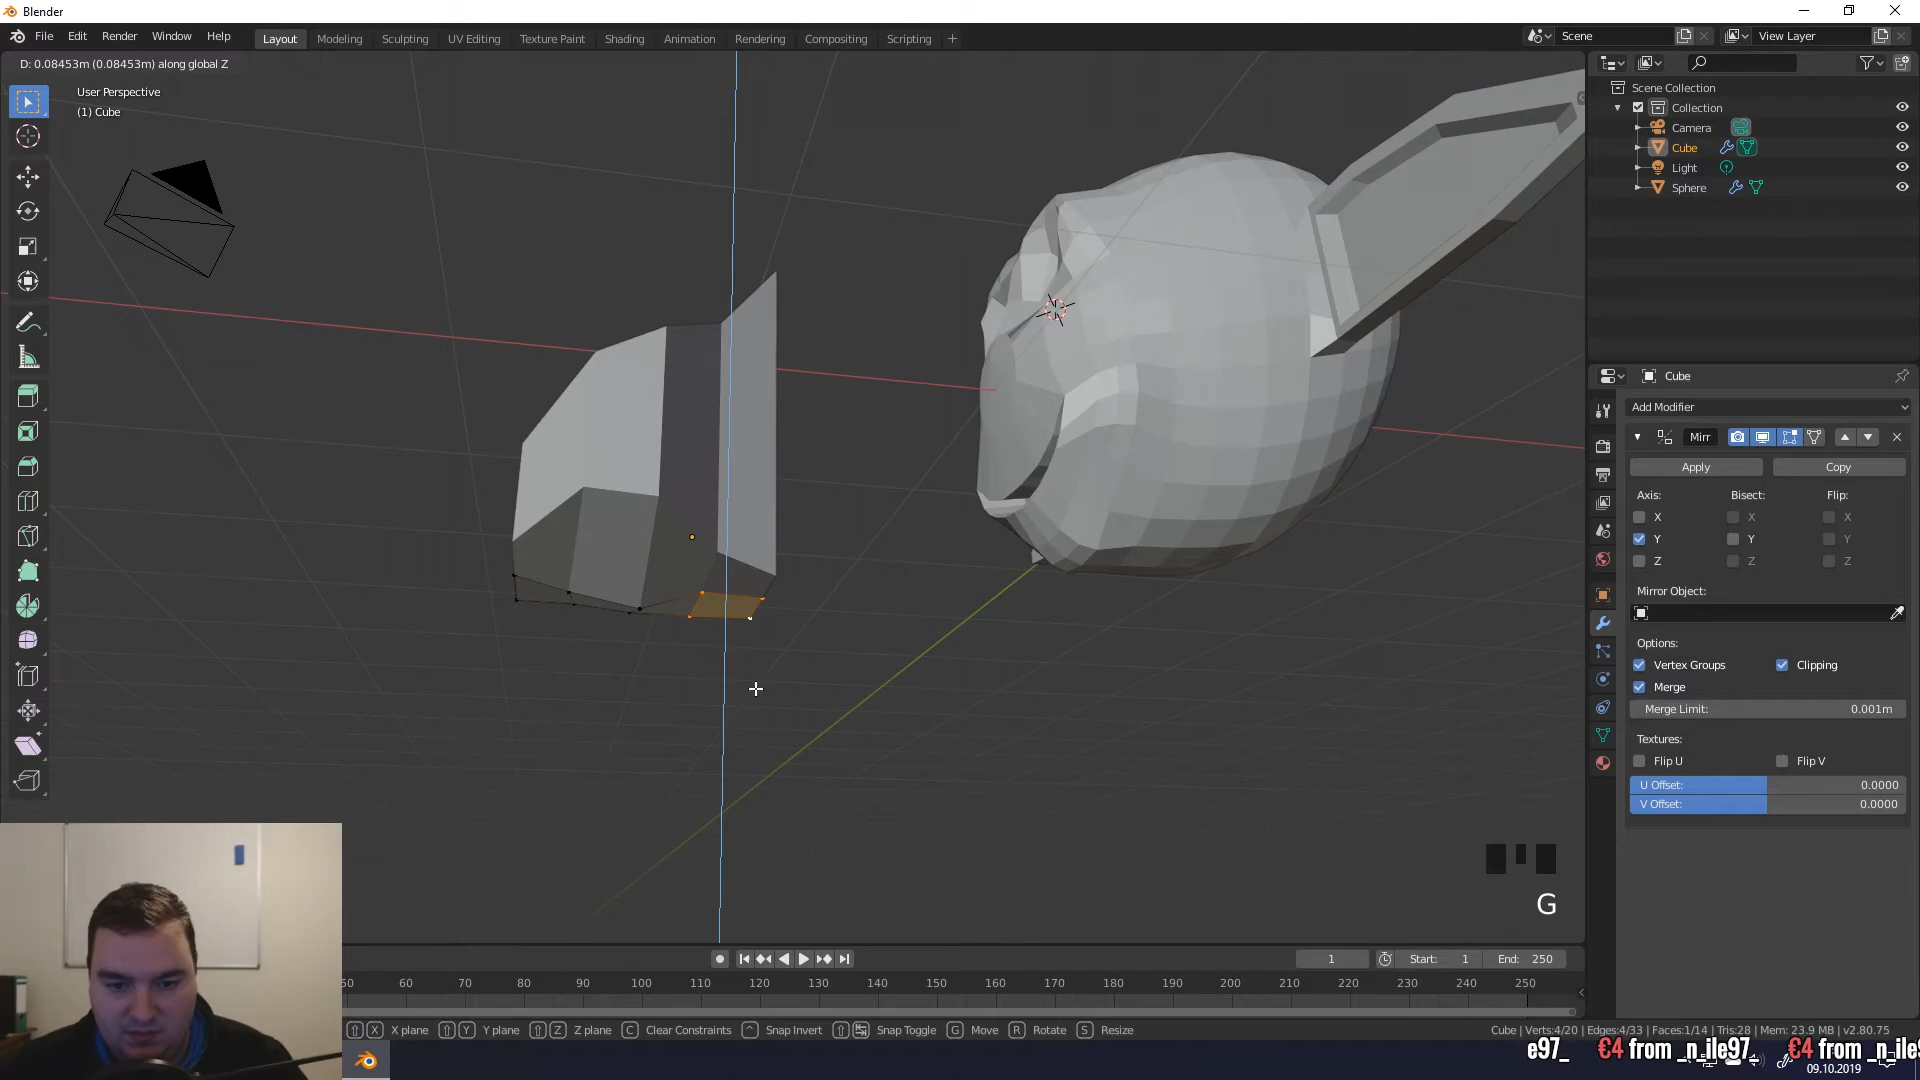 Blender
File Edit Render Window Help
Layout Modeling Sculpting UV Editing Texture Paint Shading Animation Rendering Compositing Scripting +
Scene
View Layer
D: 0.08453m (0.08453m) along global Z
User Perspective
(1) Cube
Scene Collection
Collection
Camera
Cube
Light
Sphere
Cube
Add Modifier
Mirr
Apply Copy
Axis: Bisect: Flip:
X X X
Y Y Y
Z Z Z
Mirror Object:
Options:
Vertex Groups Clipping
Merge
Merge Limit: 0.001m
Textures:
Flip U Flip V
U Offset: 0.0000
V Offset: 0.0000
G
1 Start: 1 End: 250
50 60 70 80 90 100 110 120 130 140 150 160 170 180 190 200 210 220 230 240 250
X X plane Y Y plane Z Z plane C Clear Constraints ^ Snap Invert Snap Toggle G Move R Rotate S Resize
Cube | Verts:4/20 | Edges:4/33 | Faces:1/14 | Tris:28 | Mem: 23.9 MB | v2.80.75
e97_ €4 from _n_ile97_ €4 from _n_ile9
09.10.2019